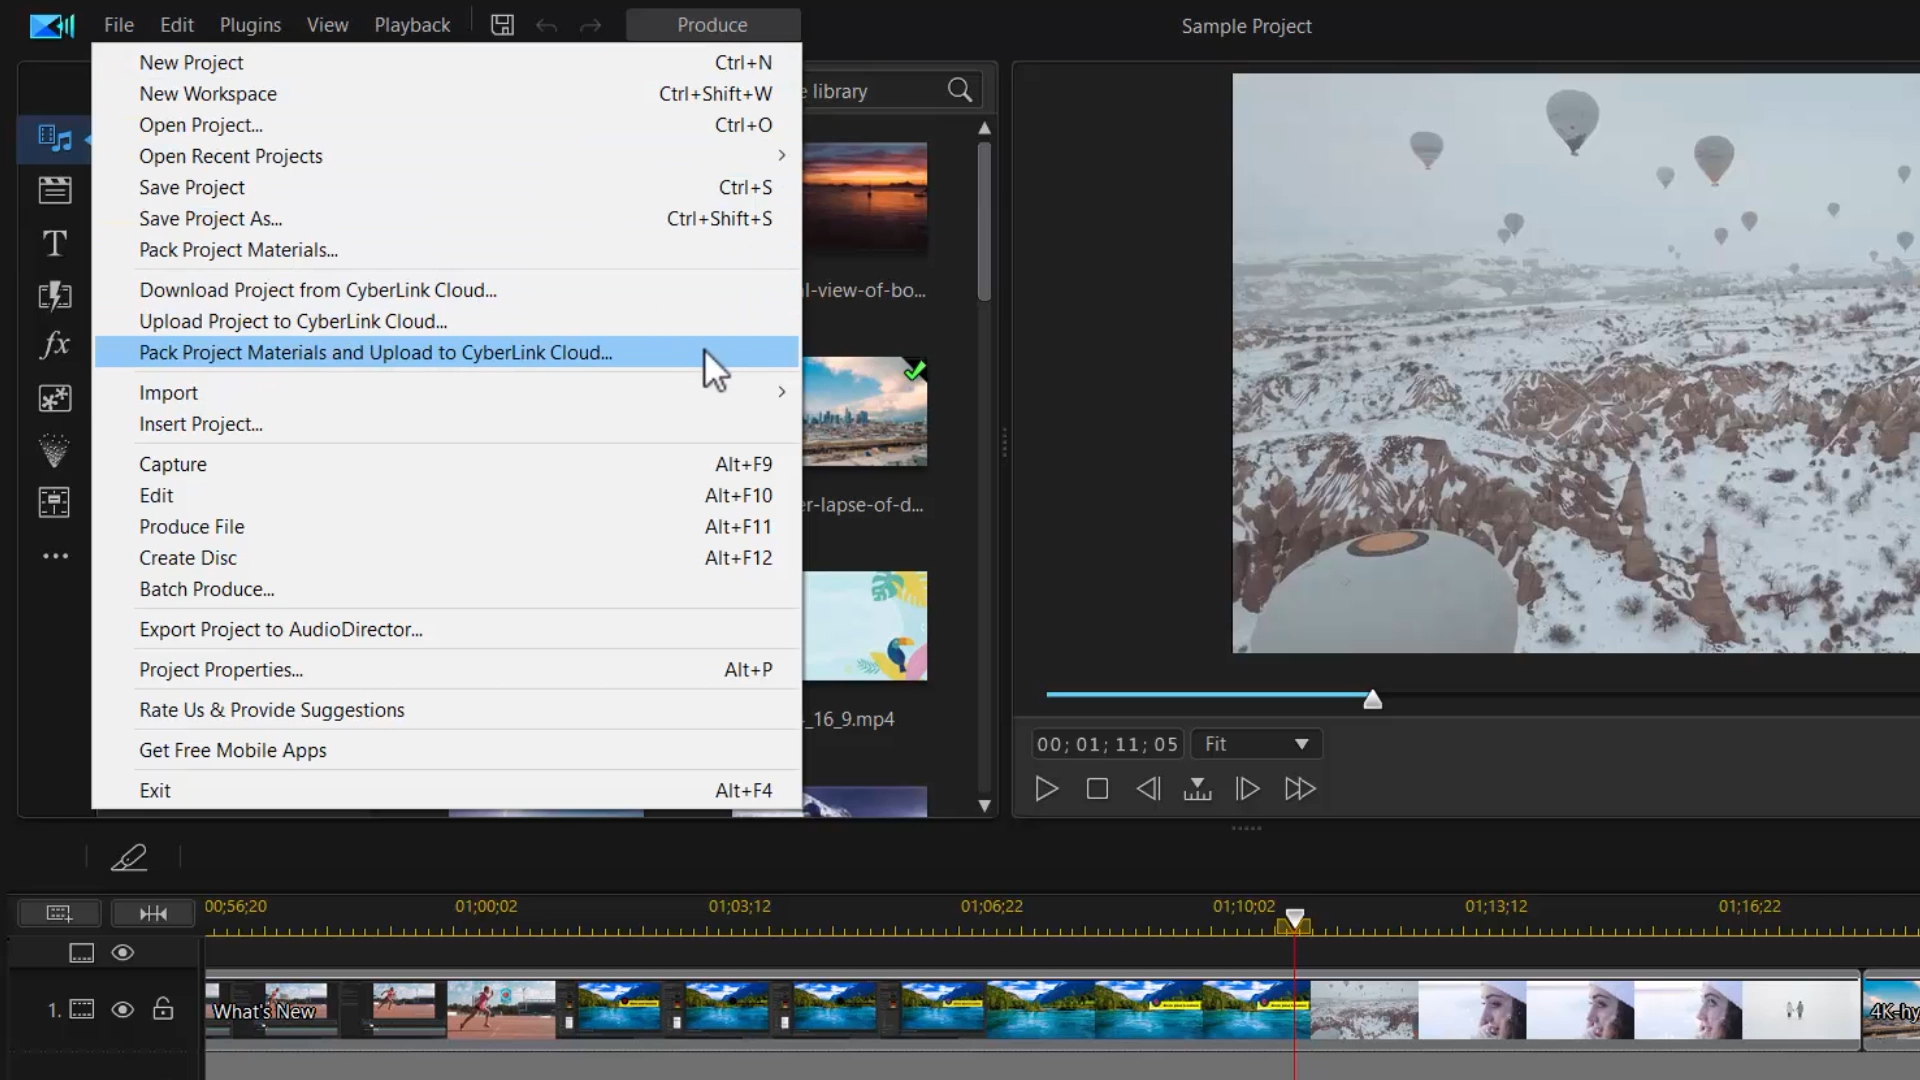 File Edit Plugins View Playback Produce Sample Project
New Project Ctrl+N
New Workspace Ctrl+Shift+W
library
Open Project... Ctrl+O
Open Recent Projects
Save Project Ctrl+S
Save Project As... Ctrl+Shift+S
Pack Project Materials...
Download Project from CyberLink Cloud...
l-view-of-bo...
Upload Project to CyberLink Cloud...
Pack Project Materials and Upload to CyberLink Cloud...
Import
Insert Project...
Capture Alt+F9
Edit Alt+F10
r-lapse-of-d...
Produce File Alt+F11
Create Disc Alt+F12
Batch Produce...
Export Project to AudioDirector...
Project Properties... Alt+P
Rate Us & Provide Suggestions
_16_9.mp4
Get Free Mobile Apps
00; 01; 11; 05 Fit
Exit Alt+F4
00;56;20 01;00;02 01;03;12 01;06;22 01;10;02 01;13;12 01;16;22
1. What's New 4K-hy